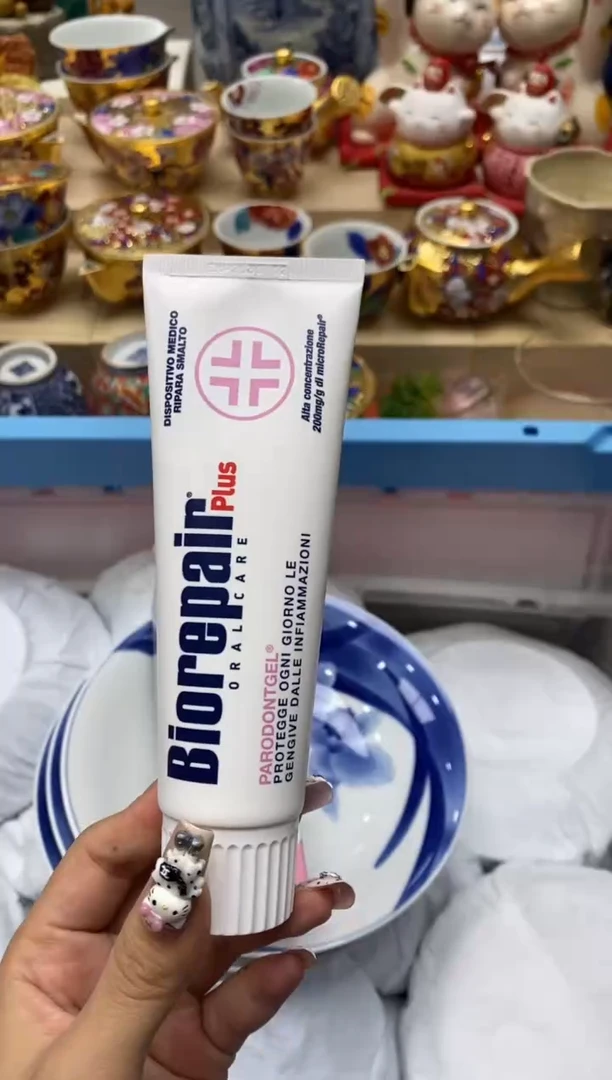 DISPOSITIVO MEDICO
RIPARA SMALTO
Alta concentrazione
200mg/g di microRepair®
Biorepair® Plus
ORAL CARE
PARODONTGEL®
PROTEGGE OGNI GIORNO LE
GENGIVE DALLE INFIAMMAZIONI